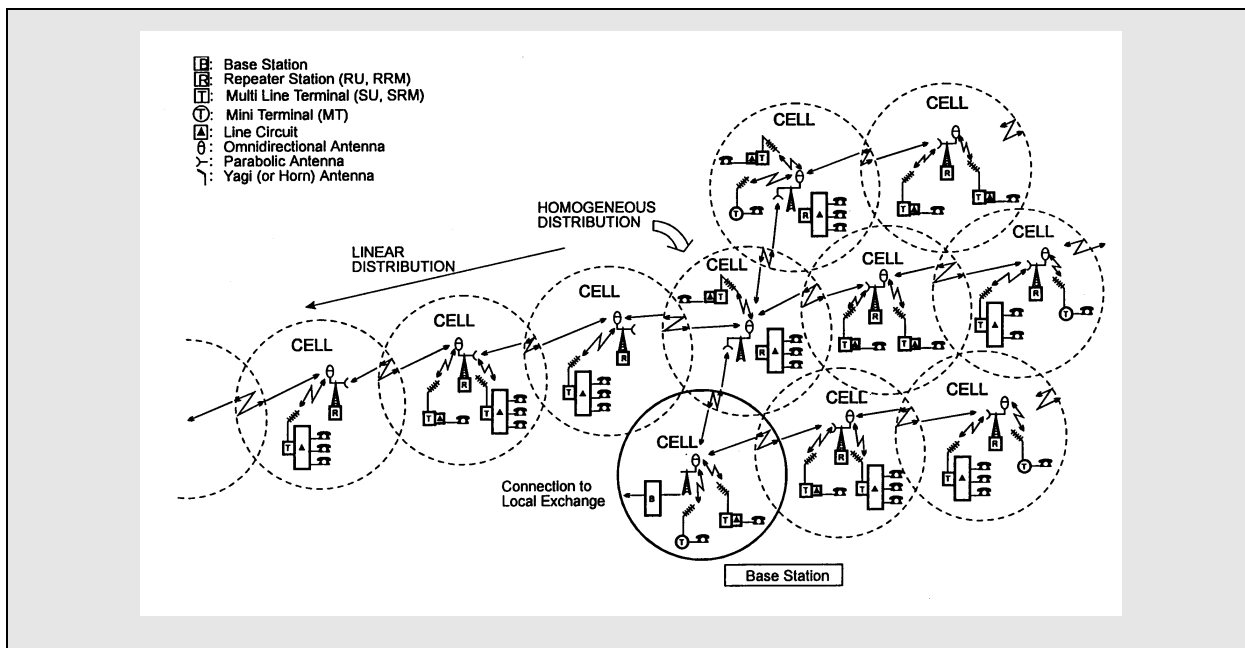 B: Base Station
R: Repeater Station (RU, RRM)
T: Multi Line Terminal (SU, SRM)
T: Mini Terminal (MT)
▲: Line Circuit
: Omnidirectional Antenna
: Parabolic Antenna
: Yagi (or Horn) Antenna
HOMOGENEOUS
DISTRIBUTION
LINEAR
DISTRIBUTION
CELL
T
R
T
CELL
R
T
T
CELL
R
T
CELL
T
R
CELL
R
T
T
CELL
R
T
T
CELL
R
T
T
CELL
R
T
T
CELL
R
T
T
CELL
R
T
T
CELL
Connection to
Local Exchange
B
T
T
Base Station